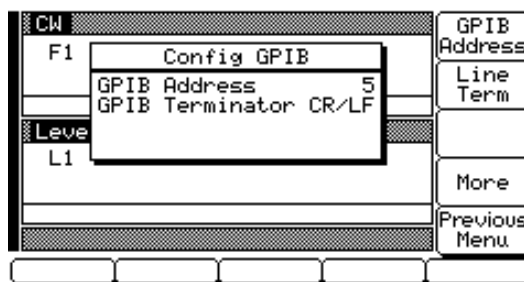 CW
F1
Config GPIB
GPIB Address 5
GPIB Terminator CR/LF
Leve
L1
GPIB
Address
Line
Term
More
Previous
Menu